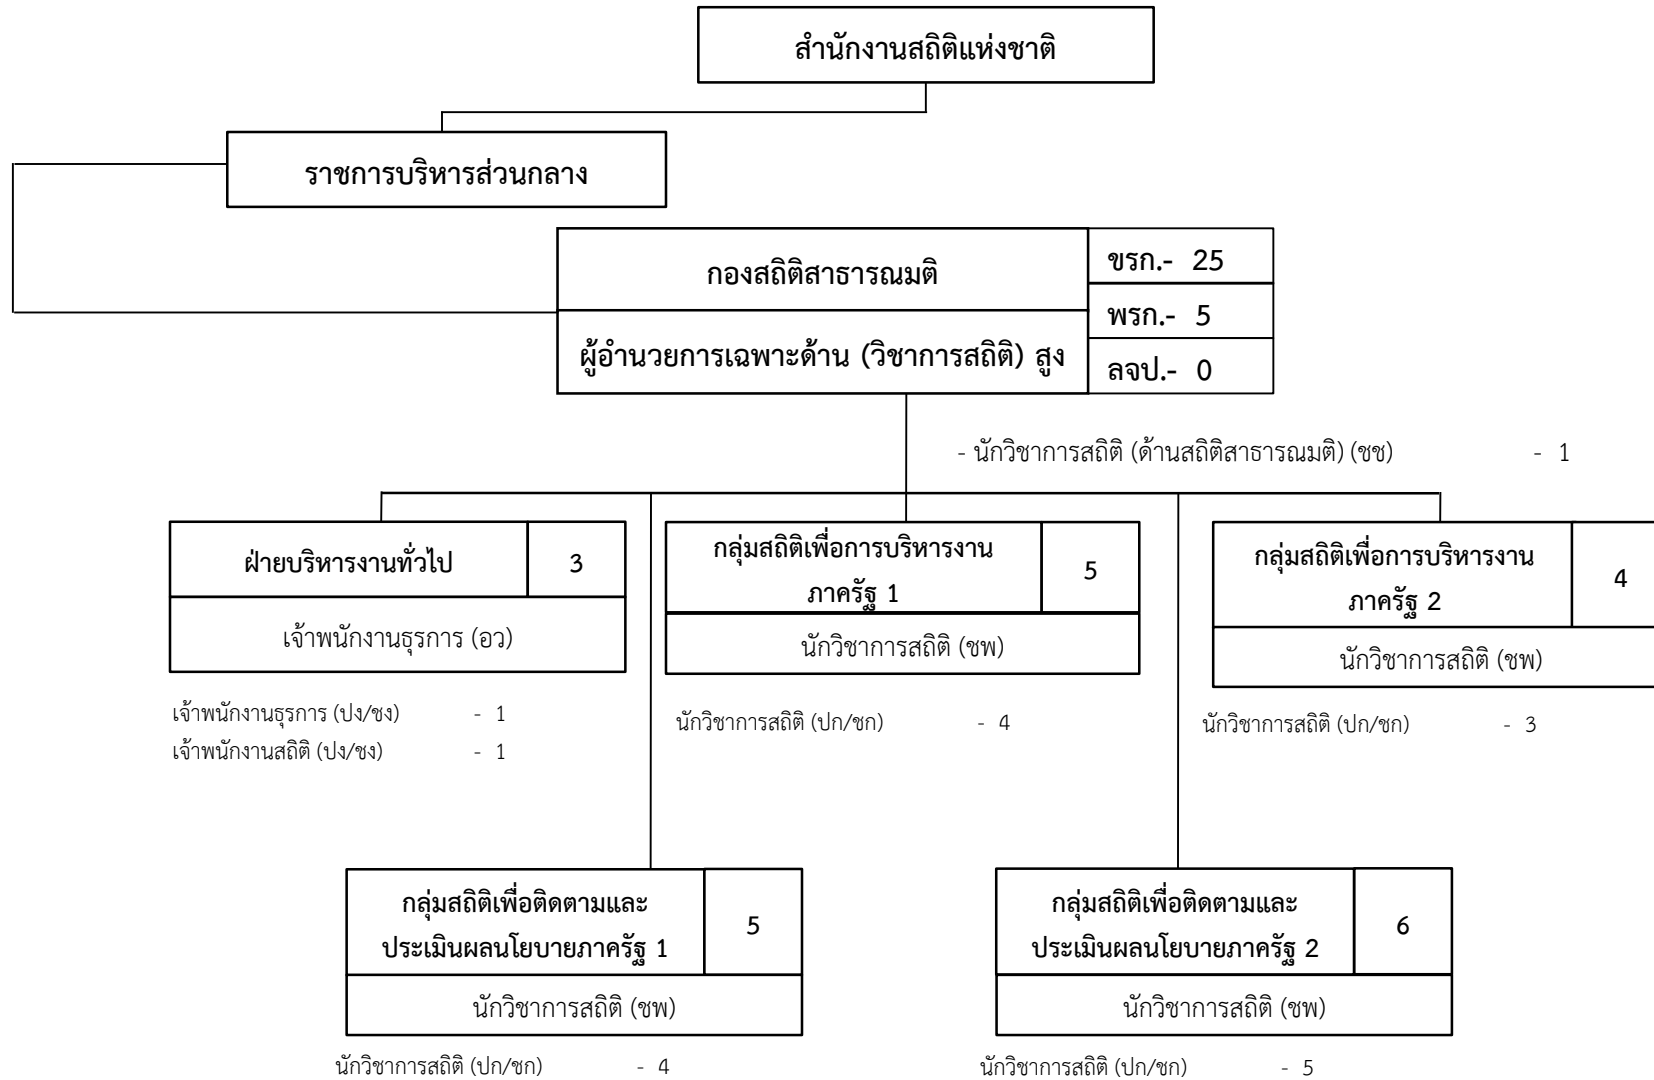 สำนักงานสถิติแห่งชาติ
ราชการบริหารส่วนกลาง
กองสถิติสาธารณมติ
ขรก.- 25
พรก.- 5
ผู้อำนวยการเฉพาะด้าน (วิชาการสถิติ) สูง
ลจป.- 0
- นักวิชาการสถิติ (ด้านสถิติสาธารณมติ) (ชช) - 1
ฝ่ายบริหารงานทั่วไป 3
เจ้าพนักงานธุรการ (อว)
เจ้าพนักงานธุรการ (ปง/ชง) - 1
เจ้าพนักงานสถิติ (ปง/ชง) - 1
กลุ่มสถิติเพื่อการบริหารงาน
ภาครัฐ 1
5
นักวิชาการสถิติ (ชพ)
นักวิชาการสถิติ (ปก/ชก) - 4
กลุ่มสถิติเพื่อการบริหารงาน
ภาครัฐ 2
4
นักวิชาการสถิติ (ชพ)
นักวิชาการสถิติ (ปก/ชก) - 3
กลุ่มสถิติเพื่อติดตามและ
ประเมินผลนโยบายภาครัฐ 1
5
นักวิชาการสถิติ (ชพ)
นักวิชาการสถิติ (ปก/ชก) - 4
กลุ่มสถิติเพื่อติดตามและ
ประเมินผลนโยบายภาครัฐ 2
6
นักวิชาการสถิติ (ชพ)
นักวิชาการสถิติ (ปก/ชก) - 5